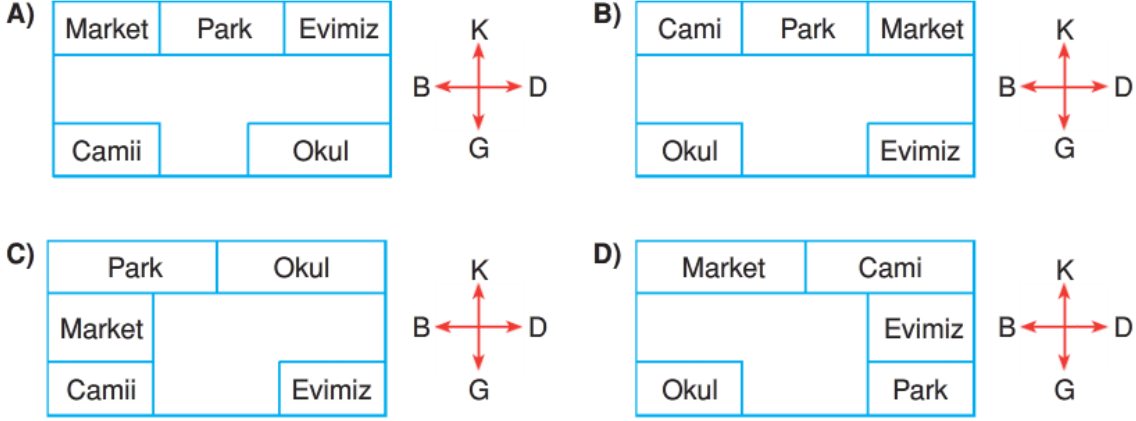 A) Market Park Evimiz
K
B D
G
Camii Okul
B) Cami Park Market
K
B D
G
Okul Evimiz
C) Park Okul
K
Market
B D
G
Camii Evimiz
D) Market Cami
K
Evimiz
B D
G
Okul Park